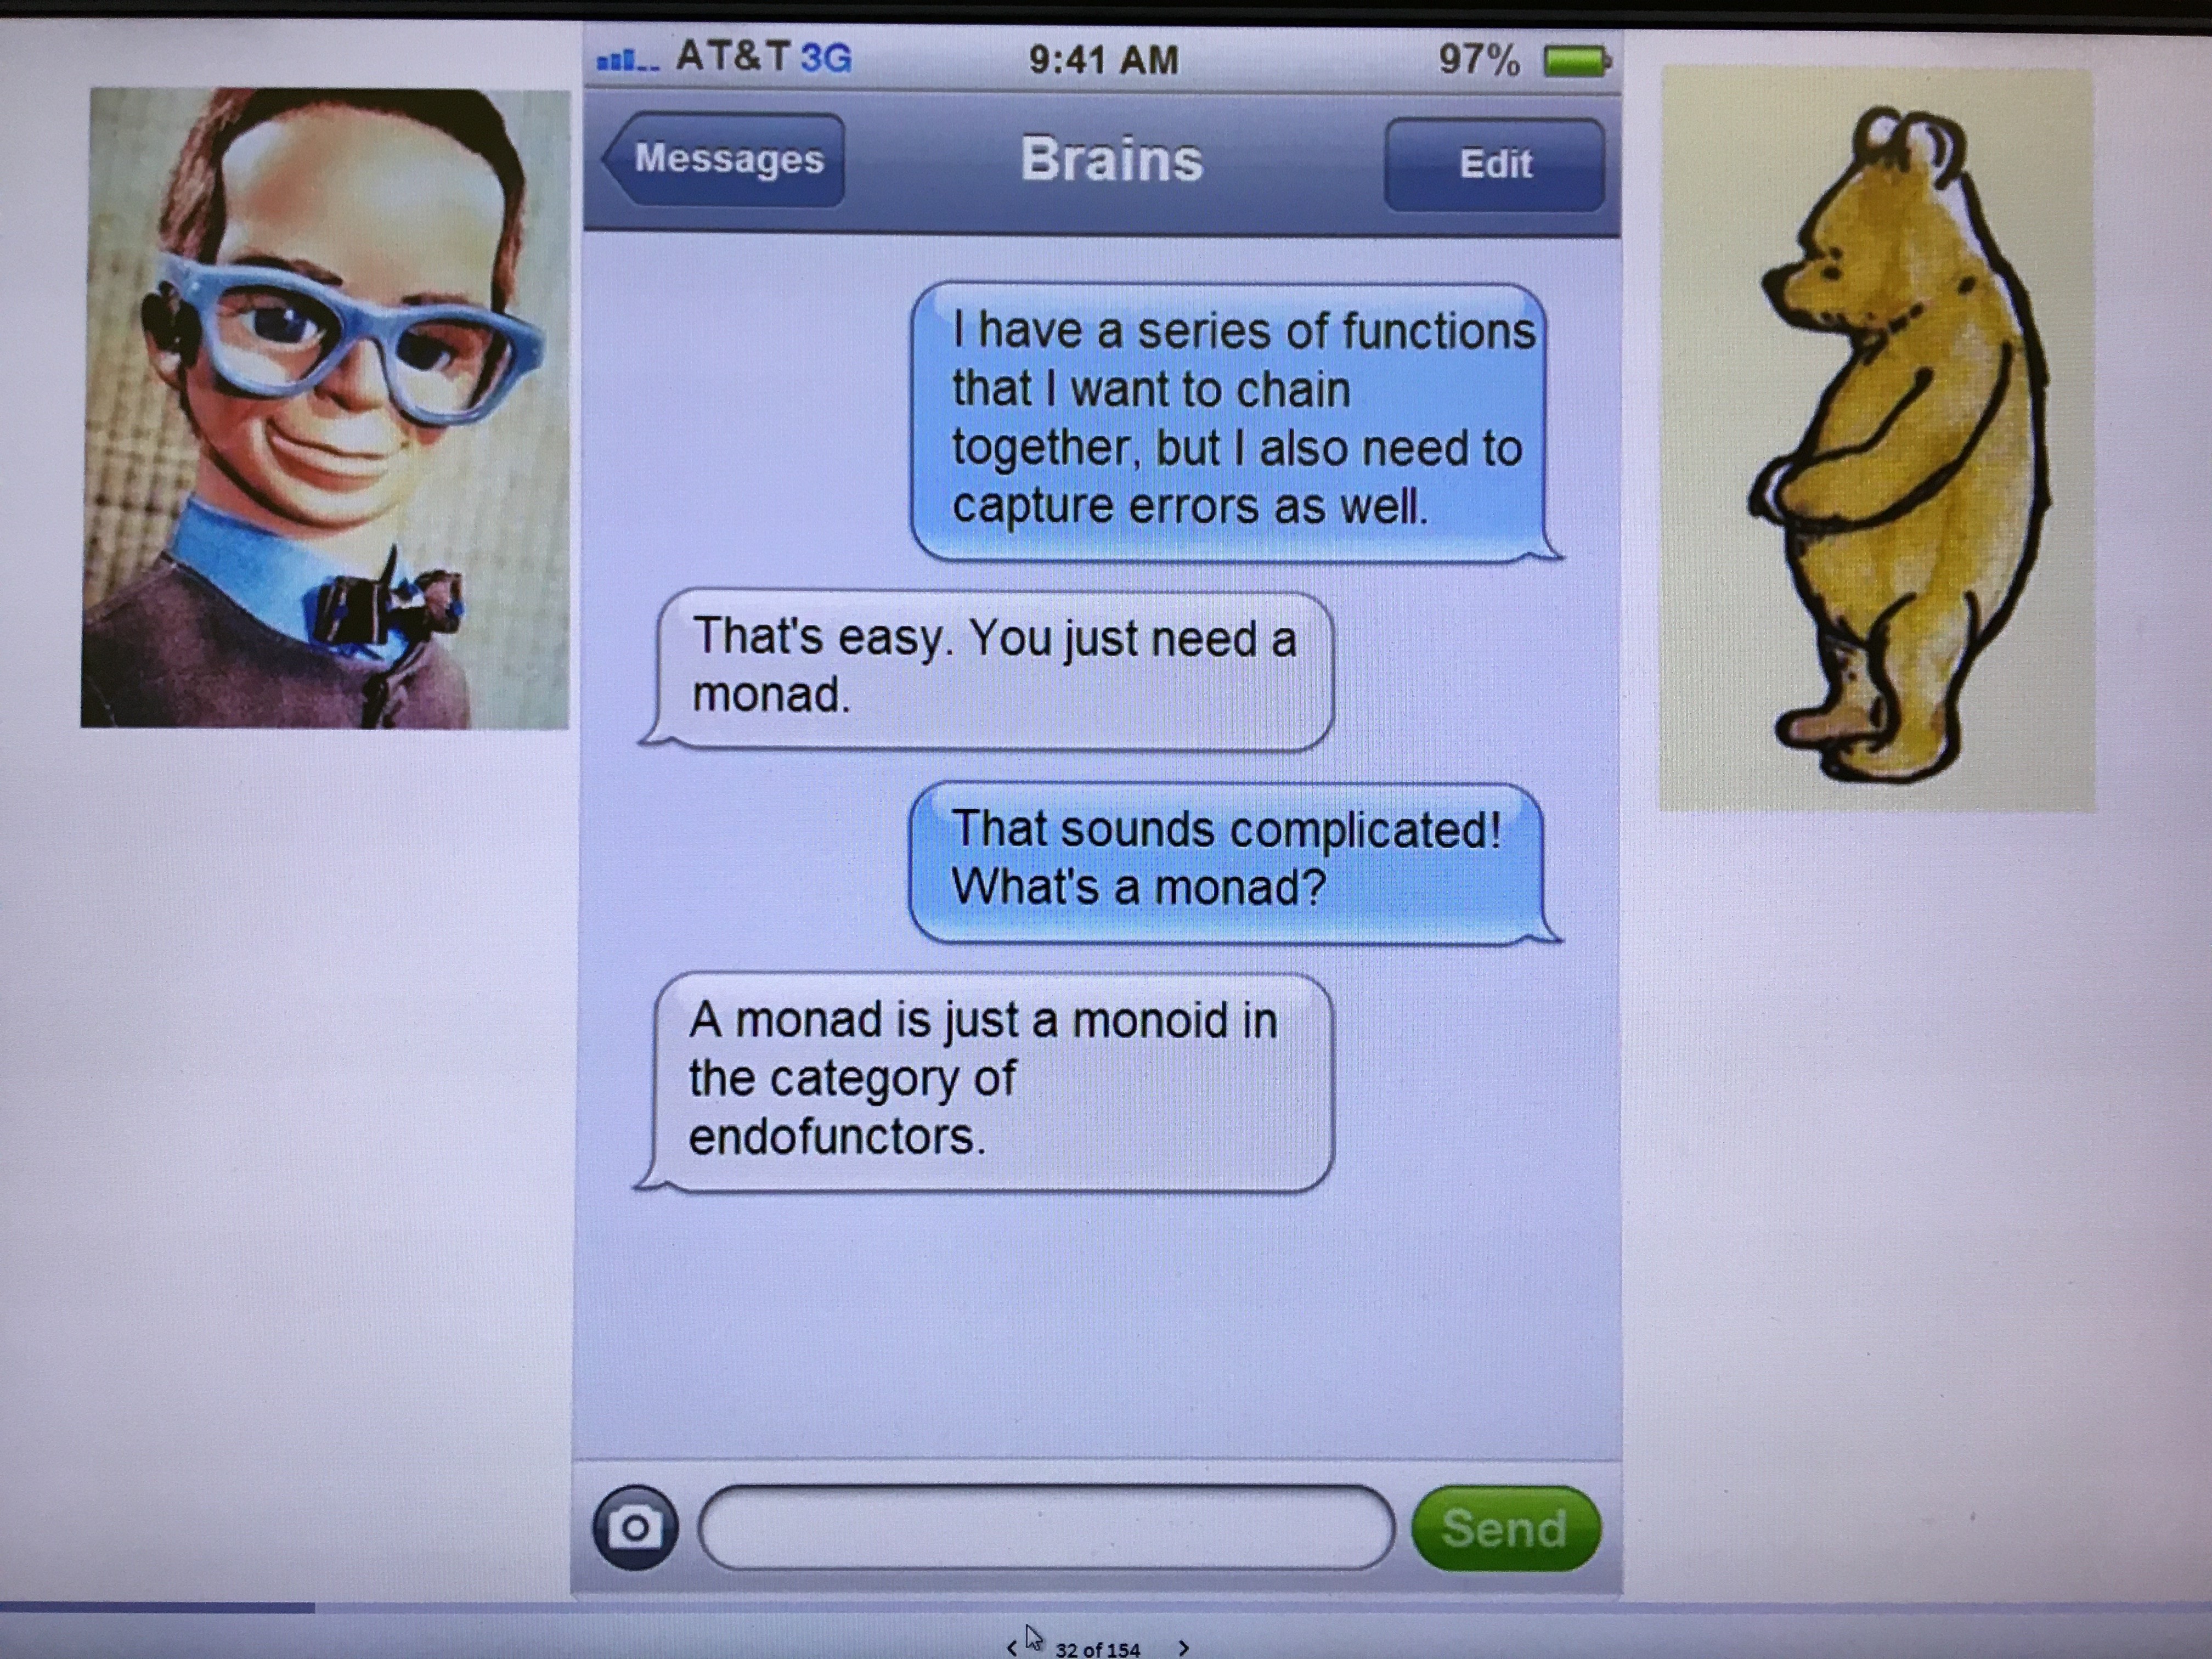 AT&T 3G 9:41 AM 97%
Messages Brains Edit
I have a series of functions
that I want to chain
together, but I also need to
capture errors as well.
That's easy. You just need a
monad.
That sounds complicated!
What's a monad?
A monad is just a monoid in
the category of
endofunctors.
Send
32 of 154